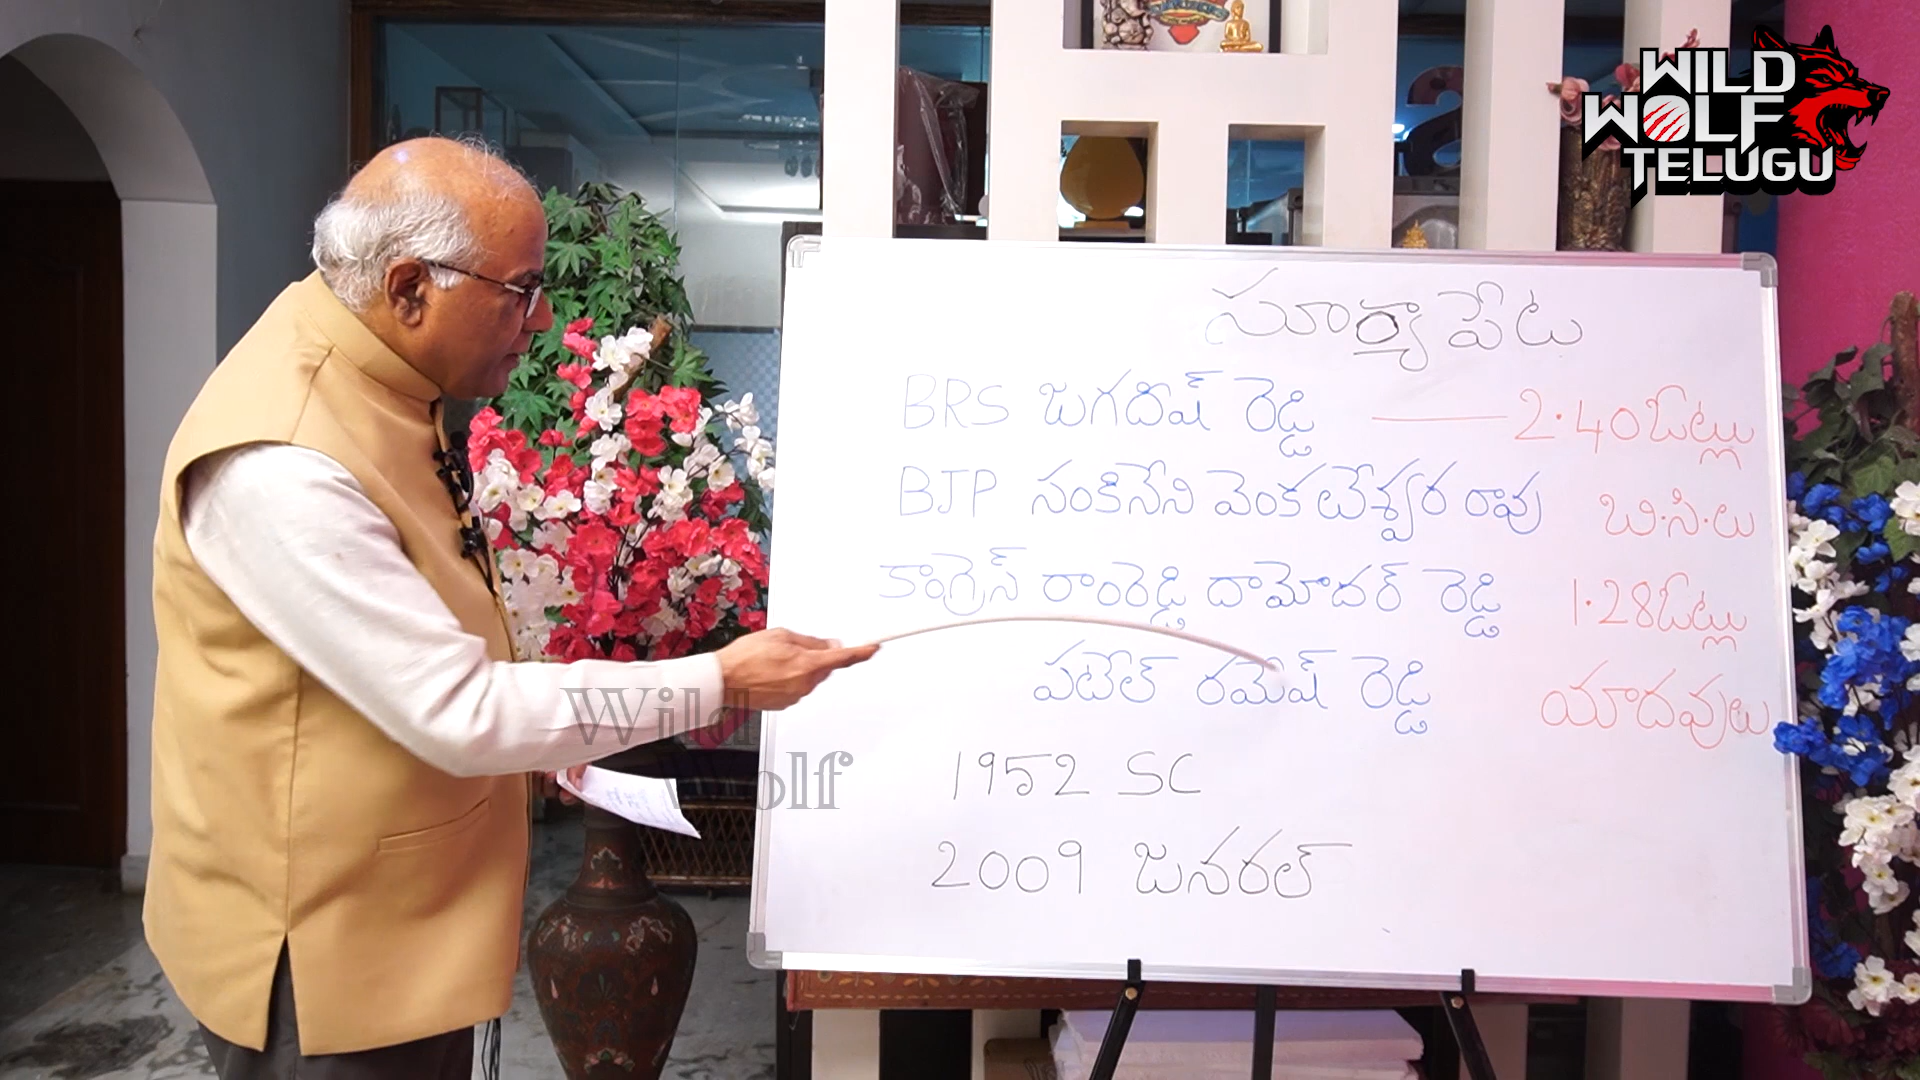 WILD
WOLF
TELUGU
సూర్యాపేట
BRS జగదీష్ రెడ్డి —— 2.40ఓట్లు
BJP సంకినేని వెంకటేశ్వర రావు బి.సి.లు
కాంగ్రెస్ రాంరెడ్డి దామోదర్ రెడ్డి 1.28ఓట్లు
పటేల్ రమేష్ రెడ్డి యాదవులు
1952 SC
2009 జనరల్
Wild
Wolf